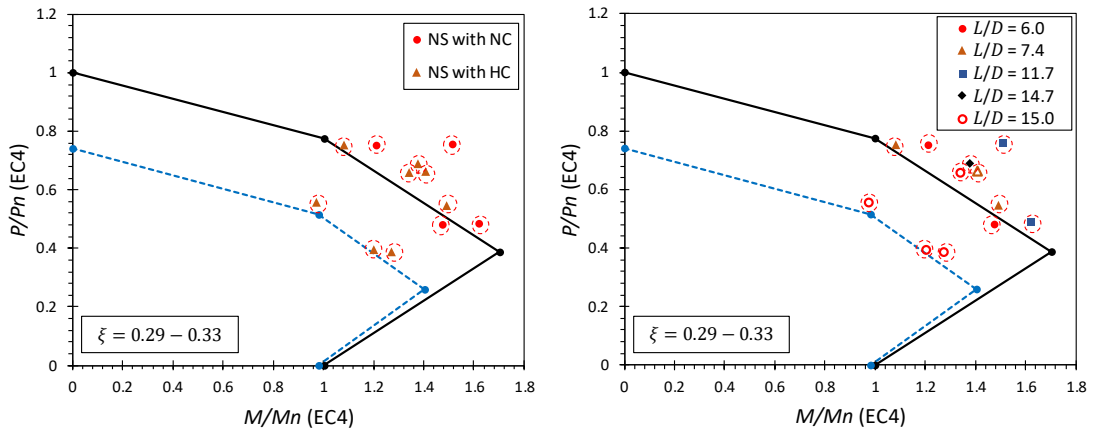 1.2
1
0.8
0.6
0.4
0.2
0
P/Pn (EC4)
NS with NC
NS with HC
ξ = 0.29 − 0.33
0 0.2 0.4 0.6 0.8 1 1.2 1.4 1.6 1.8
M/Mn (EC4)
1.2
1
0.8
0.6
0.4
0.2
0
P/Pn (EC4)
L/D = 6.0
L/D = 7.4
L/D = 11.7
L/D = 14.7
L/D = 15.0
ξ = 0.29 − 0.33
0 0.2 0.4 0.6 0.8 1 1.2 1.4 1.6 1.8
M/Mn (EC4)